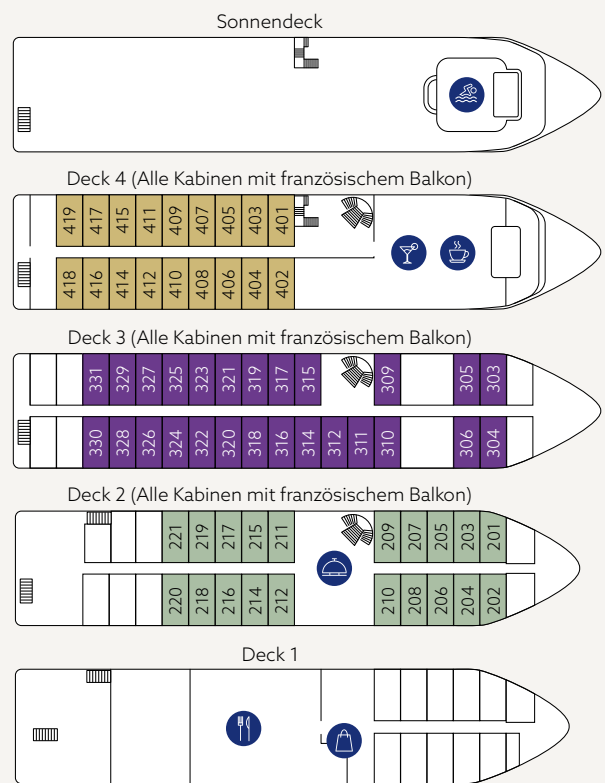 Sonnendeck
Deck 4 (Alle Kabinen mit französischem Balkon)
419 417 415 411 409 407 405 403 401
418 416 414 412 410 408 406 404 402
Deck 3 (Alle Kabinen mit französischem Balkon)
331 329 327 325 323 321 319 317 315 309 305 303
330 328 326 324 322 320 318 316 314 312 311 310 306 304
Deck 2 (Alle Kabinen mit französischem Balkon)
221 219 217 215 211 209 207 205 203 201
220 218 216 214 212 210 208 206 204 202
Deck 1